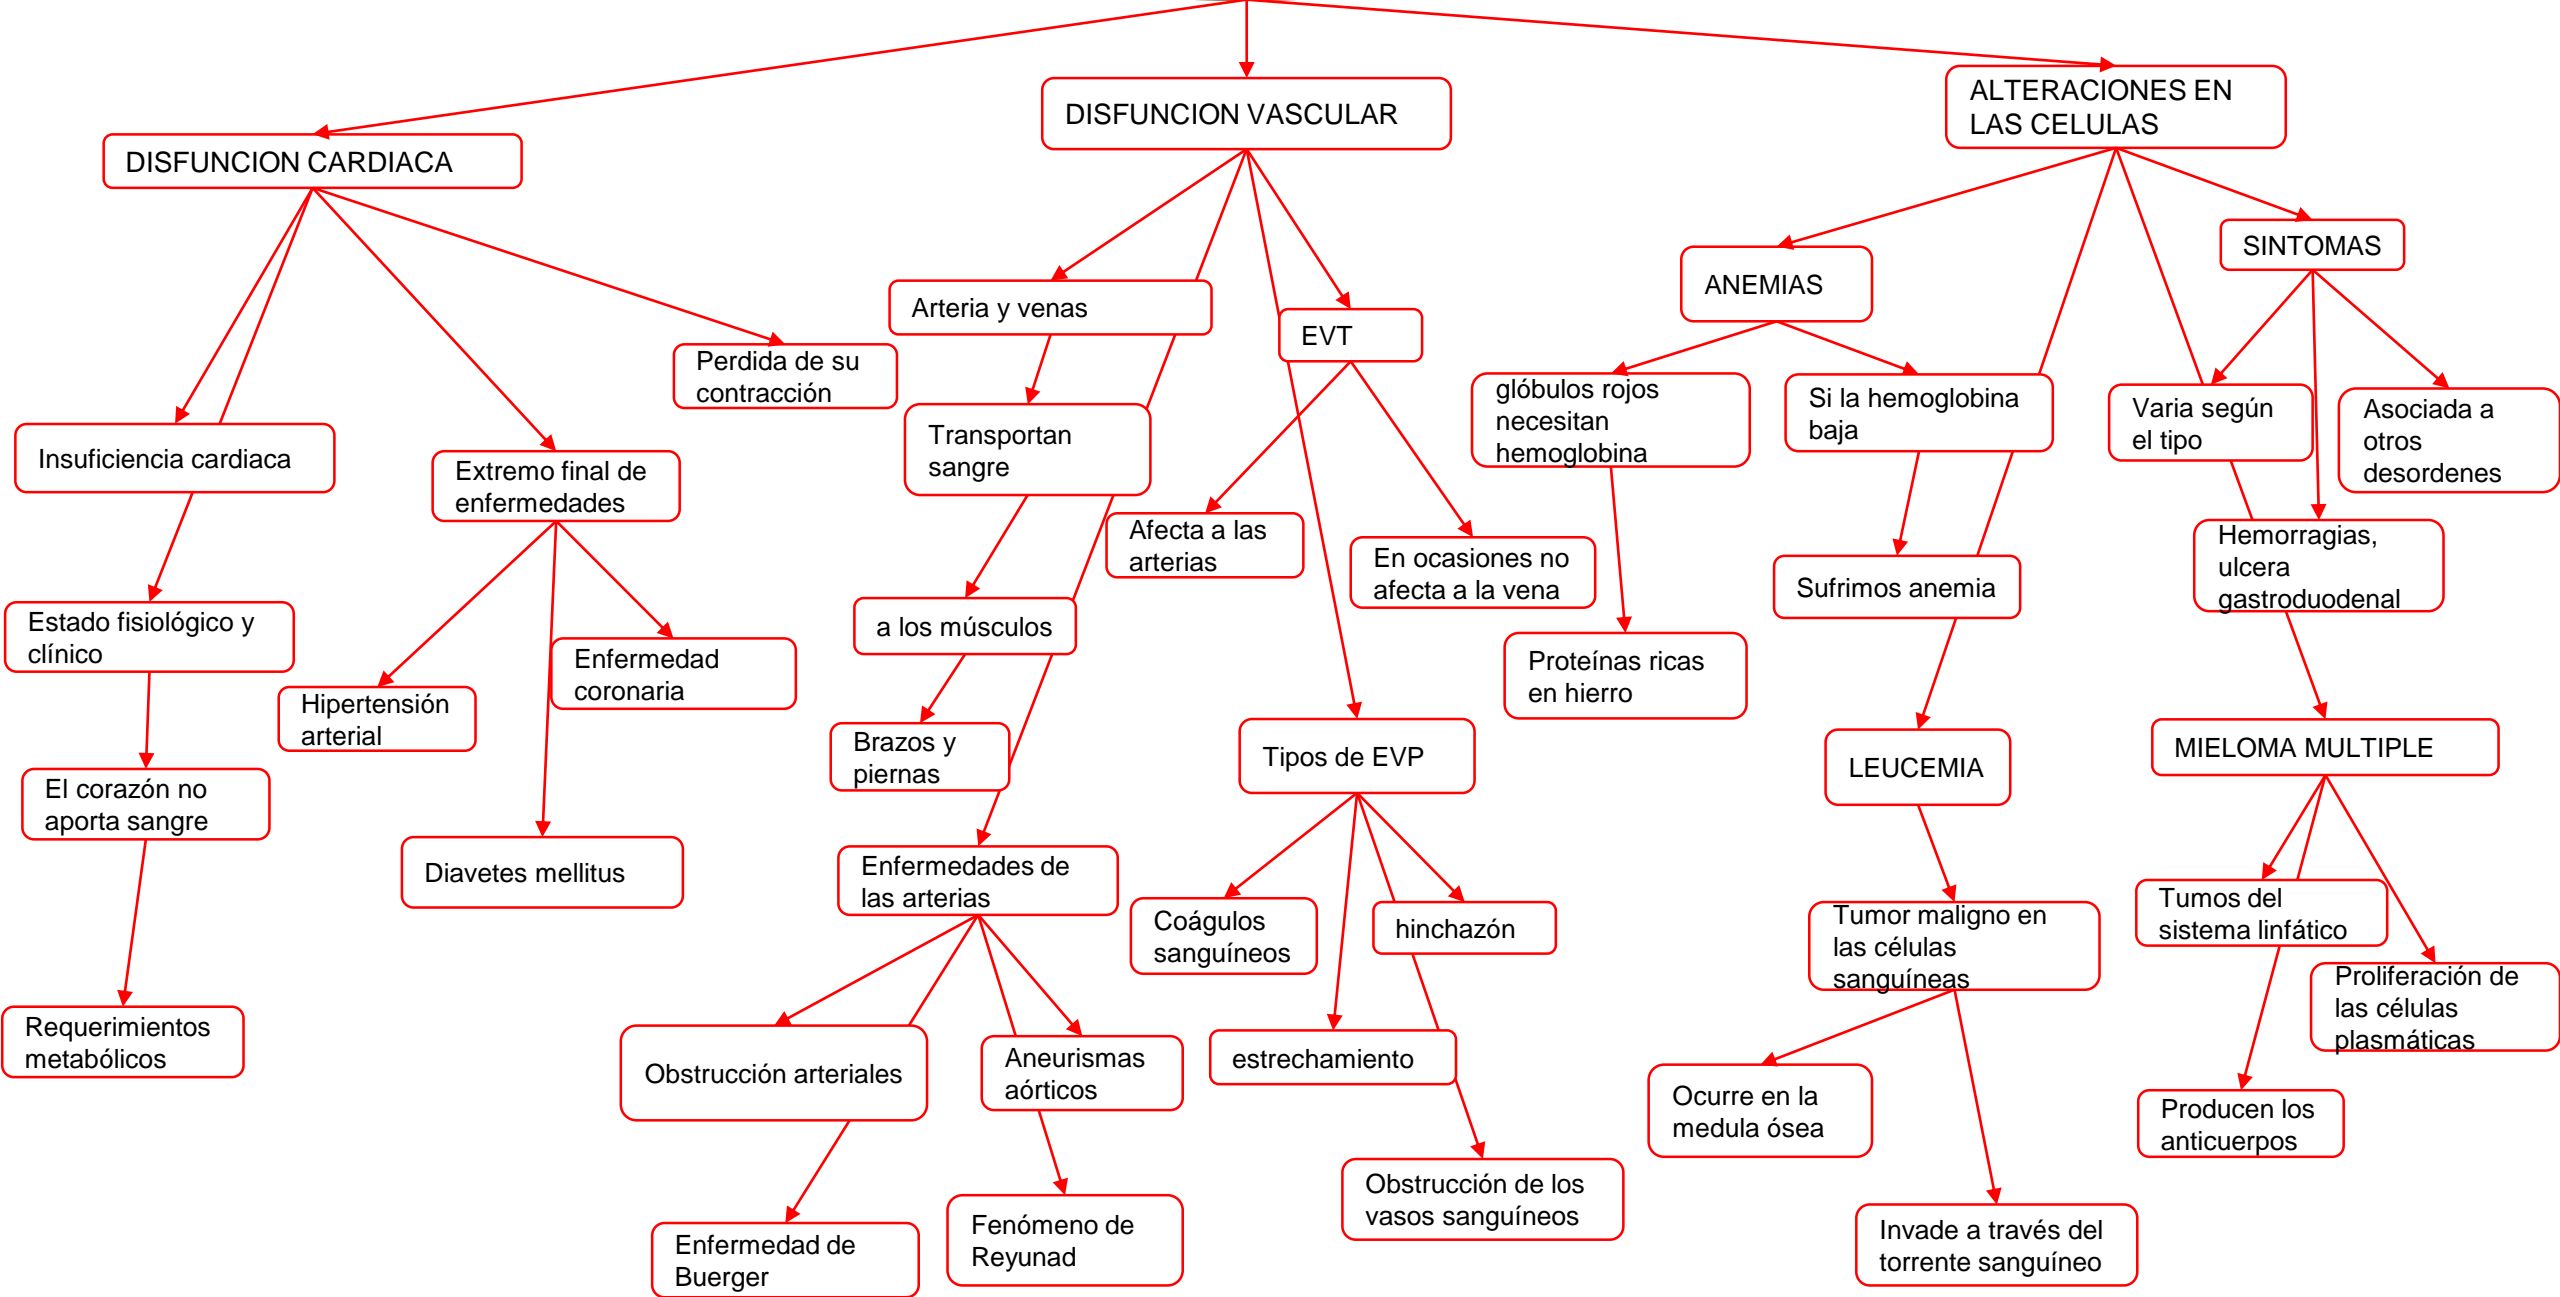 DISFUNCION CARDIACA
Insuficiencia cardiaca
Estado fisiológico y
clínico
El corazón no
aporta sangre
Requerimientos
metabólicos
Extremo final de
enfermedades
Hipertensión
arterial
Diavetes mellitus
Enfermedad
coronaria
Perdida de su
contracción
DISFUNCION VASCULAR
Arteria y venas
Transportan
sangre
a los músculos
Brazos y
piernas
Enfermedades de
las arterias
Obstrucción arteriales
Enfermedad de
Buerger
Aneurismas
aórticos
Fenómeno de
Reyunad
EVT
Afecta a las
arterias
En ocasiones no
afecta a la vena
Tipos de EVP
Coágulos
sanguíneos
hinchazón
estrechamiento
Obstrucción de los
vasos sanguíneos
ALTERACIONES EN
LAS CELULAS
ANEMIAS
glóbulos rojos
necesitan
hemoglobina
Proteínas ricas
en hierro
Si la hemoglobina
baja
Sufrimos anemia
LEUCEMIA
Tumor maligno en
las células
sanguíneas
Ocurre en la
medula ósea
Invade a través del
torrente sanguíneo
SINTOMAS
Varia según
el tipo
Asociada a
otros
desordenes
Hemorragias,
ulcera
gastroduodenal
MIELOMA MULTIPLE
Tumos del
sistema linfático
Proliferación de
las células
plasmáticas
Producen los
anticuerpos